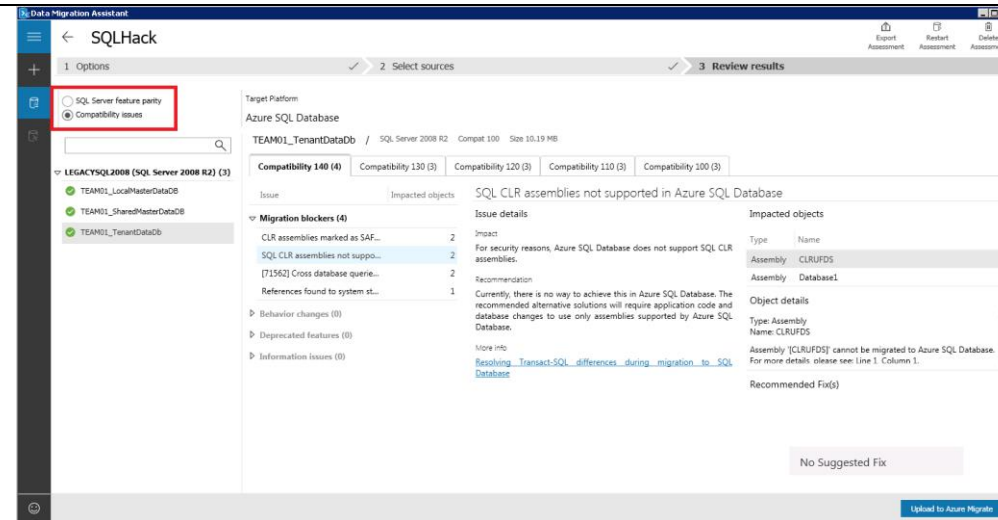 Data Migration Assistant
SQLHack
Export Assessment
Restart Assessment
Delete Assessm
1 Options
2 Select sources
3 Review results
SQL Server feature parity
Compatibility issues
LEGACYSQL2008 (SQL Server 2008 R2) (3)
TEAM01_LocalMasterDataDB
TEAM01_SharedMasterDataDB
TEAM01_TenantDataDb
Target Platform
Azure SQL Database
TEAM01_TenantDataDb / SQL Server 2008 R2 Compat 100 Size 10.19 MB
Compatibility 140 (4)
Compatibility 130 (3)
Compatibility 120 (3)
Compatibility 110 (3)
Compatibility 100 (3)
Issue Impacted objects
Migration blockers (4)
CLR assemblies marked as SAF... 2
SQL CLR assemblies not suppo... 2
[71562] Cross database querie... 2
References found to system st... 1
Behavior changes (0)
Deprecated features (0)
Information issues (0)
SQL CLR assemblies not supported in Azure SQL Database
Issue details
Impact
For security reasons, Azure SQL Database does not support SQL CLR
assemblies.
Recommendation
Currently, there is no way to achieve this in Azure SQL Database. The
recommended alternative solutions will require application code and
database changes to use only assemblies supported by Azure SQL
Database.
More info
Resolving Transact-SQL differences during migration to SQL
Database
Impacted objects
Type Name
Assembly CLRUFDS
Assembly Database1
Object details
Type: Assembly
Name: CLRUFDS
Assembly '[CLRUFDS]' cannot be migrated to Azure SQL Database.
For more details, please see: Line 1, Column 1.
Recommended Fix(s)
No Suggested Fix
Upload to Azure Migrate